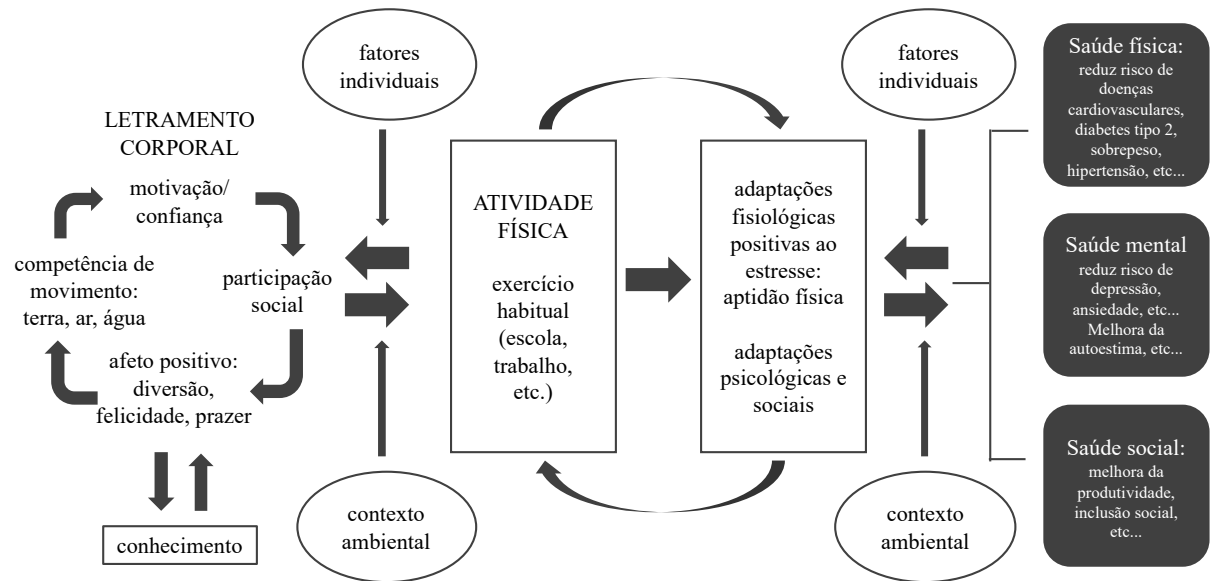 LETRAMENTO
CORPORAL
motivação/
confiança
participação
social
afeto positivo:
diversão,
felicidade, prazer
competência de
movimento:
terra, ar, água
conhecimento
fatores
individuais
contexto
ambiental
ATIVIDADE
FÍSICA
exercício
habitual
(escola,
trabalho,
etc.)
adaptações
fisiológicas
positivas ao
estresse:
aptidão física
adaptações
psicológicas e
sociais
fatores
individuais
contexto
ambiental
Saúde física:
reduz risco de
doenças
cardiovasculares,
diabetes tipo 2,
sobrepeso,
hipertensão, etc...
Saúde mental
reduz risco de
depressão,
ansiedade, etc...
Melhora da
autoestima, etc...
Saúde social:
melhora da
produtividade,
inclusão social,
etc...